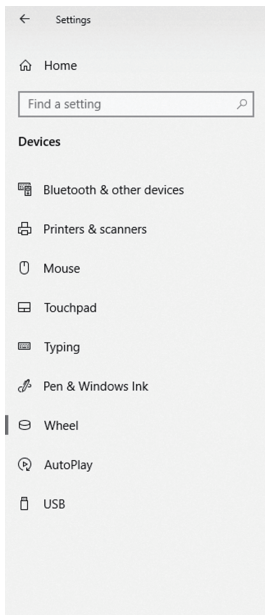 Settings
Home
Find a setting
Devices
Bluetooth & other devices
Printers & scanners
Mouse
Touchpad
Typing
Pen & Windows Ink
Wheel
AutoPlay
USB